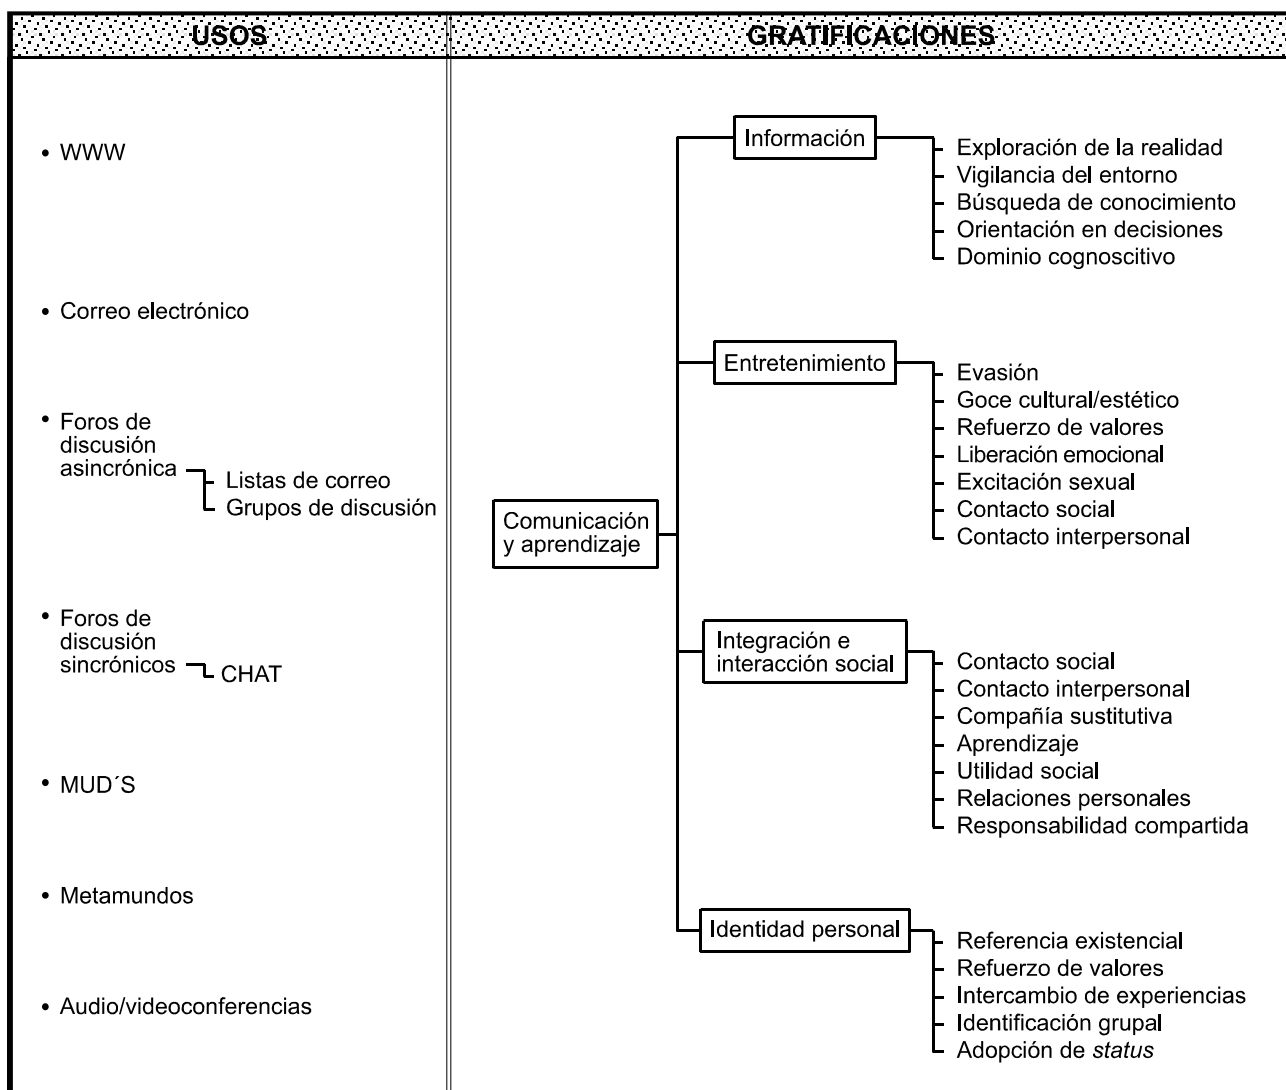 USOS
GRATIFICACIONES
• WWW
• Correo electrónico
• Foros de
discusión
asincrónica
Listas de correo
Grupos de discusión
• Foros de
discusión
sincrónicos
CHAT
• MUD´S
• Metamundos
• Audio/videoconferencias
Comunicación
y aprendizaje
Información
Exploración de la realidad
Vigilancia del entorno
Búsqueda de conocimiento
Orientación en decisiones
Dominio cognoscitivo
Entretenimiento
Evasión
Goce cultural/estético
Refuerzo de valores
Liberación emocional
Excitación sexual
Contacto social
Contacto interpersonal
Integración e
interacción social
Contacto social
Contacto interpersonal
Compañía sustitutiva
Aprendizaje
Utilidad social
Relaciones personales
Responsabilidad compartida
Identidad personal
Referencia existencial
Refuerzo de valores
Intercambio de experiencias
Identificación grupal
Adopción de status